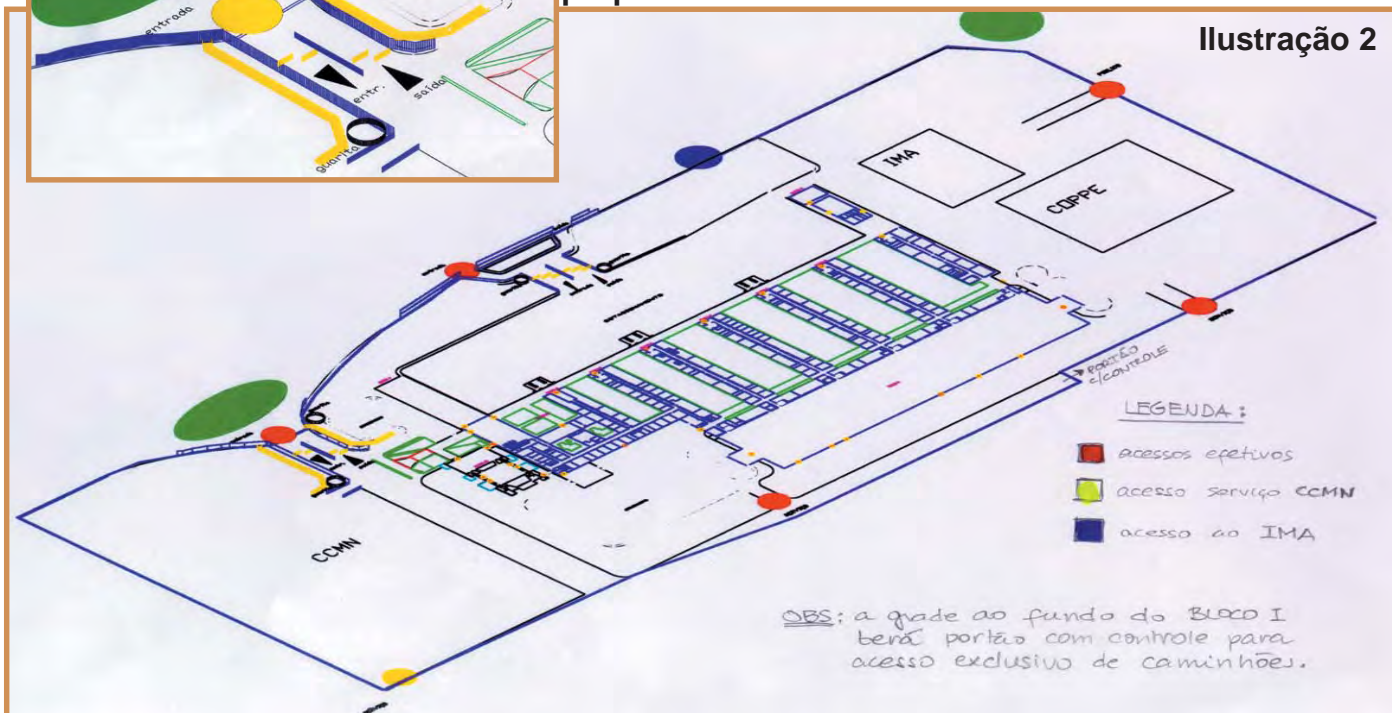 entrada
entr.
saída
guarita
Ilustração 2
IMA
COPPE
ESTACIONAMENTO
PORTÃO
C/CONTROLE
LEGENDA:
acessos efetivos
acesso serviço CCMN
acesso ao IMA
CCMN
OBS: a grade ao fundo do BLOCO I
terá portão com controle para
acesso exclusivo de caminhões.